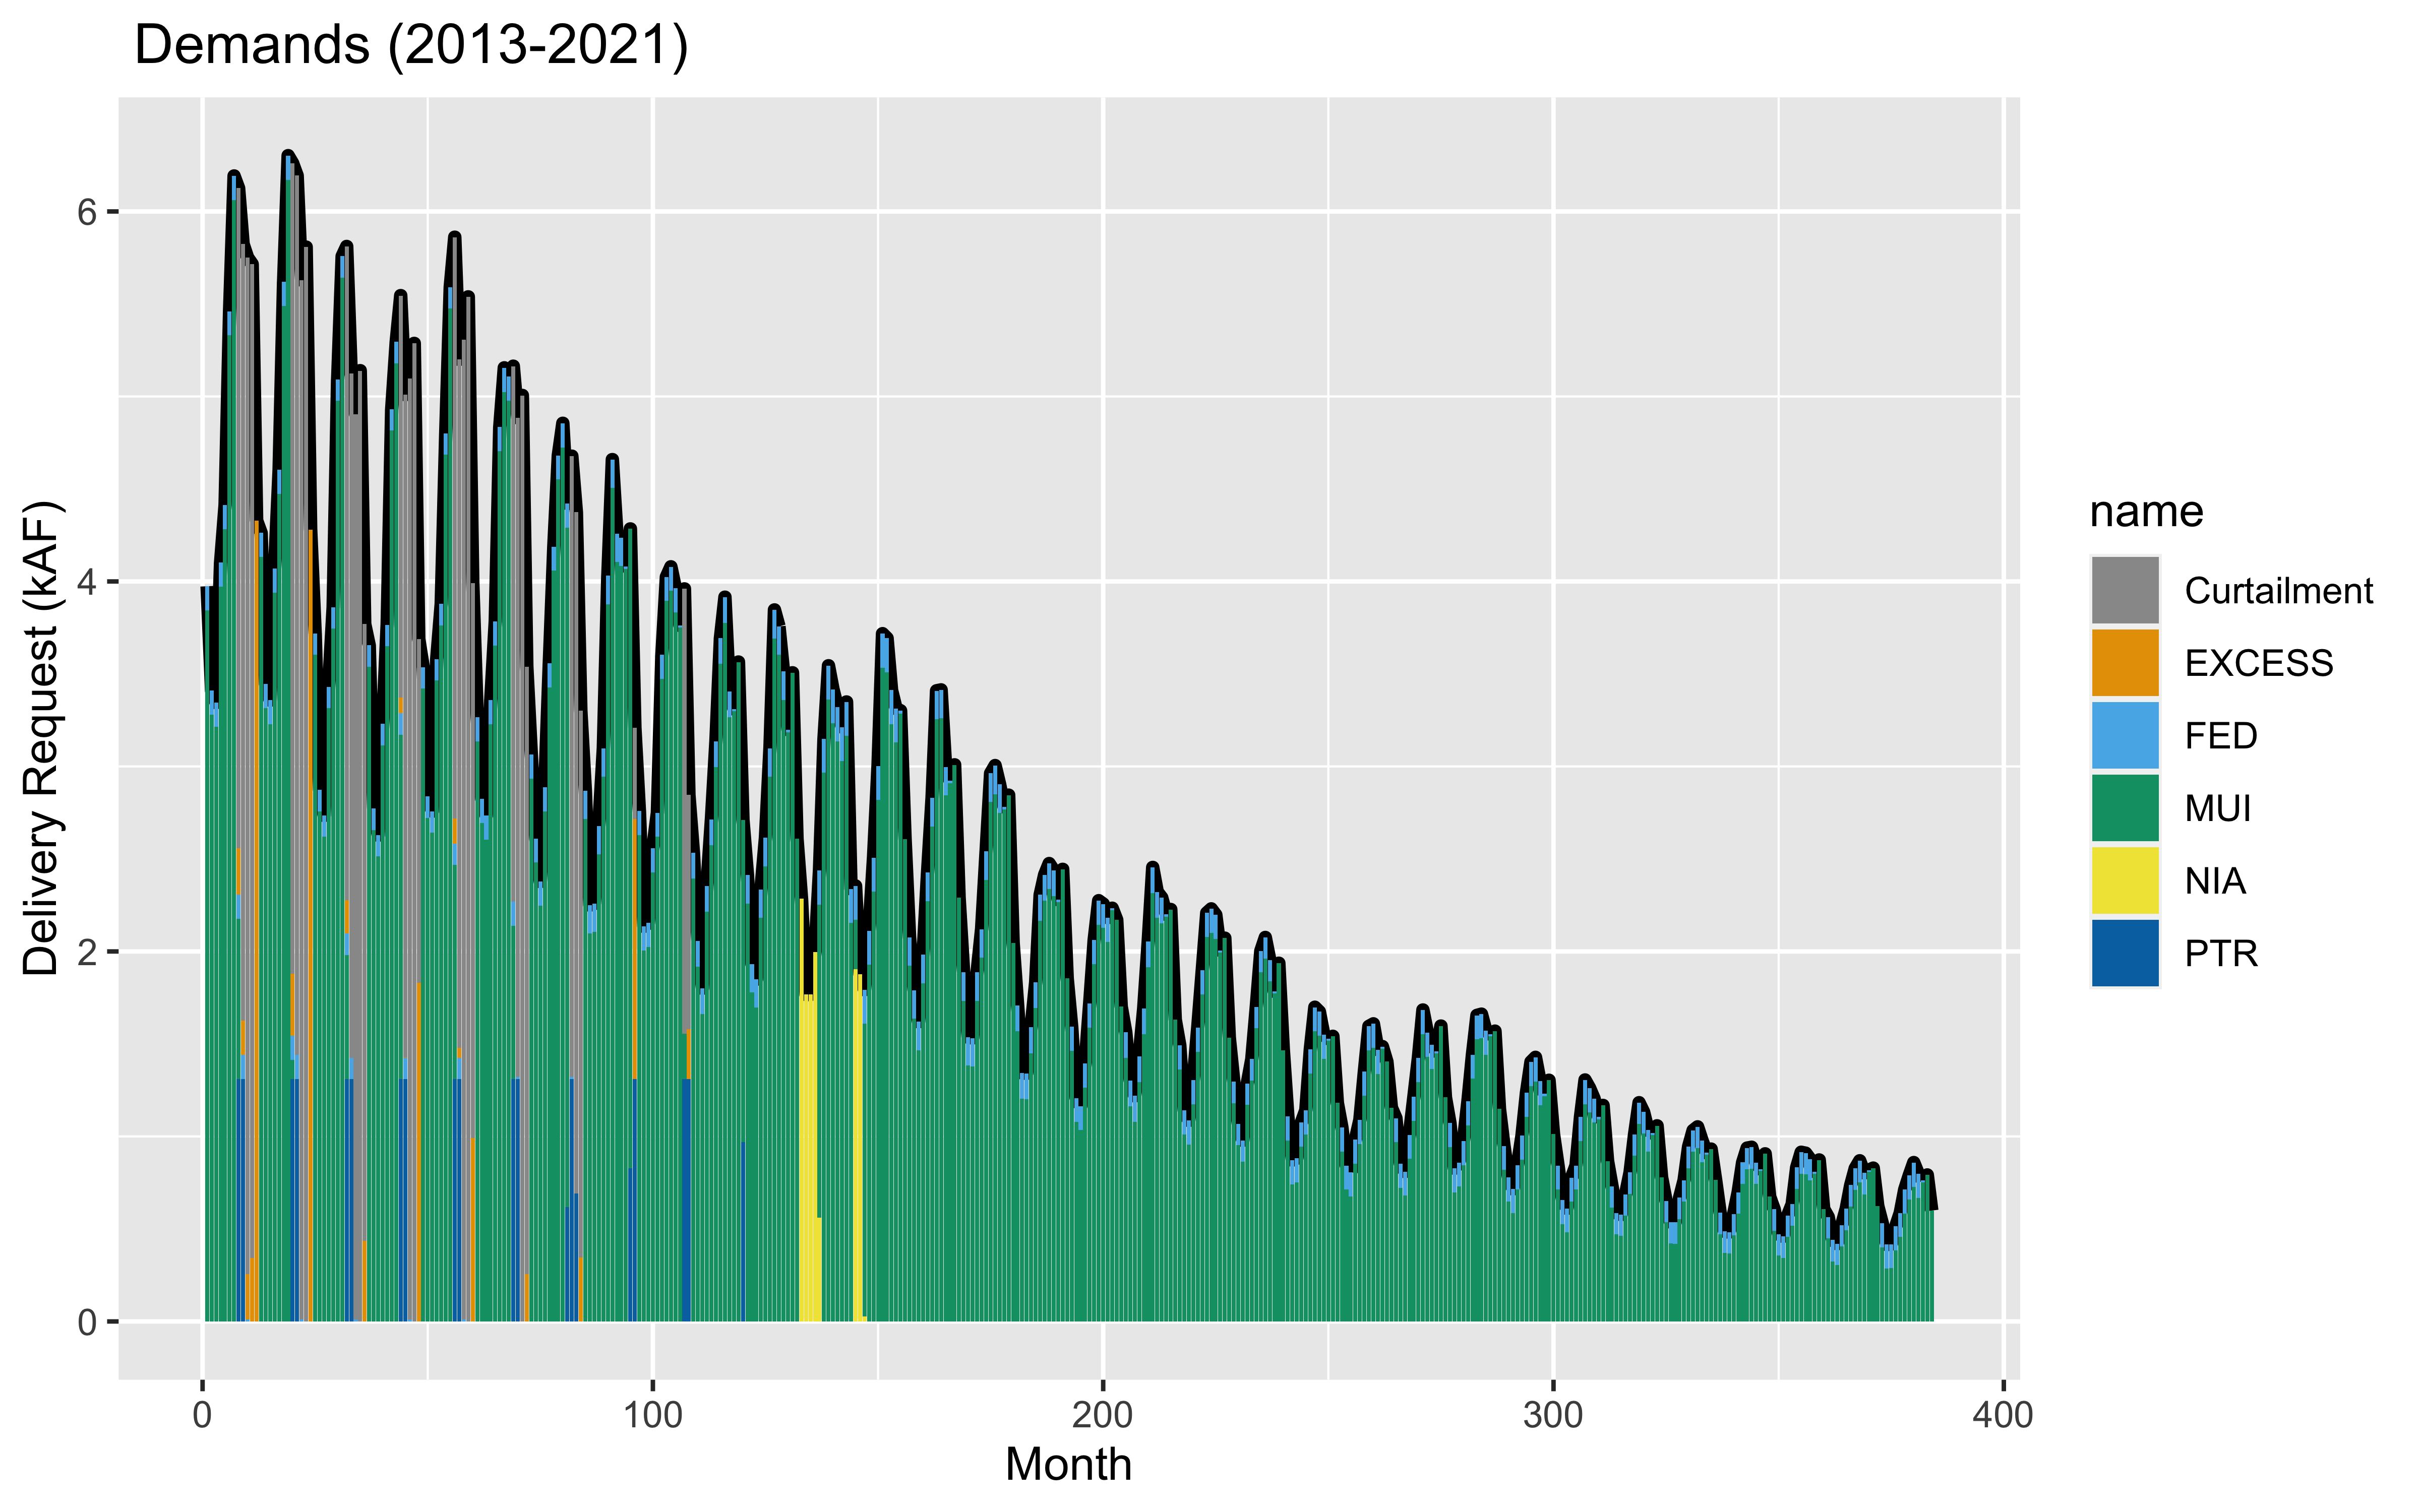 Demands (2013-2021)
Delivery Request (kAF)
6
4
2
0
0
100
200
300
400
Month
name
Curtailment
EXCESS
FED
MUI
NIA
PTR